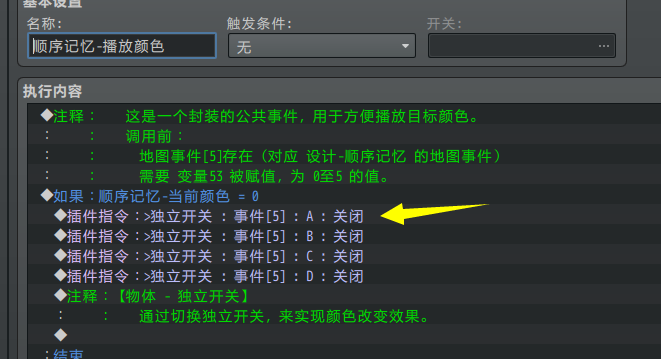 基本设置
名称:
触发条件:
开关:
顺序记忆-播放颜色
无
...
执行内容
◆注释： 这是一个封装的公共事件, 用于方便播放目标颜色。
： ： 调用前：
： ： 地图事件[5]存在（对应 设计-顺序记忆 的地图事件）
： ： 需要 变量53 被赋值, 为 0至5 的值。
◆如果：顺序记忆-当前颜色 = 0
◆插件指令：>独立开关 : 事件[5] : A : 关闭
◆插件指令：>独立开关 : 事件[5] : B : 关闭
◆插件指令：>独立开关 : 事件[5] : C : 关闭
◆插件指令：>独立开关 : 事件[5] : D : 关闭
◆注释：【物体 - 独立开关】
： ： 通过切换独立开关, 来实现颜色改变效果。
◆
：结束